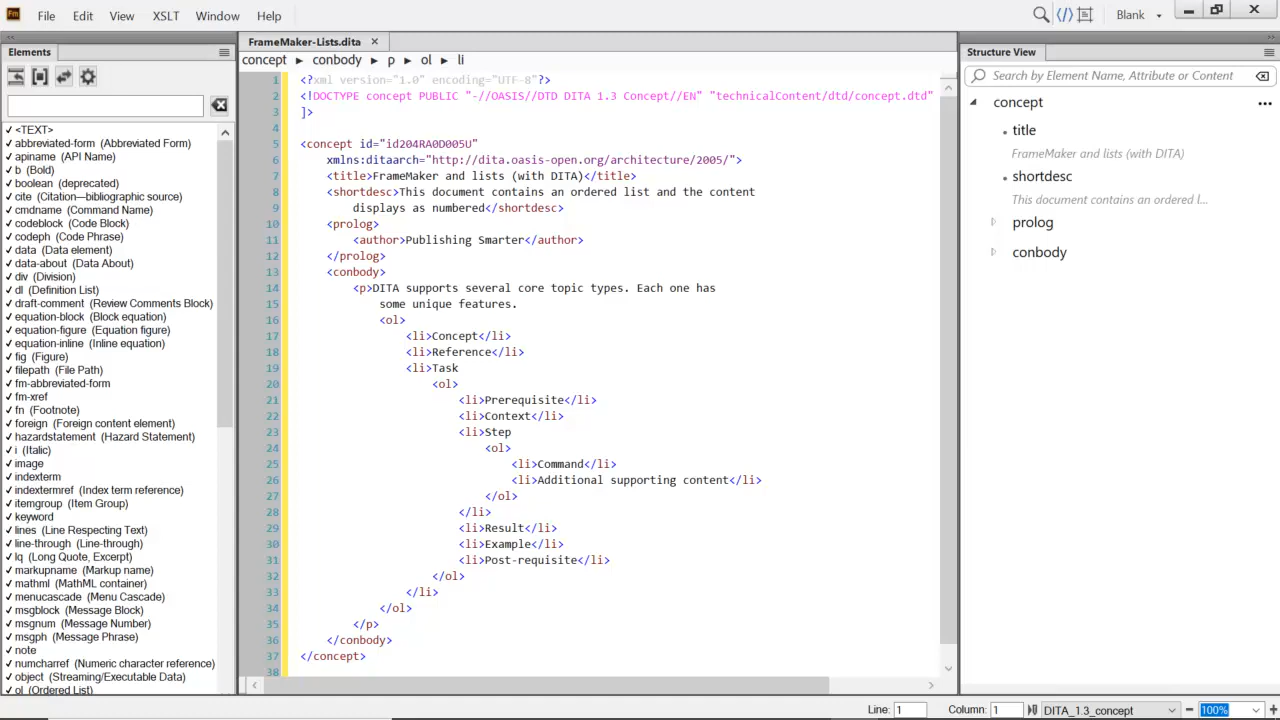 Fm File Edit View XSLT Window Help
Blank
Elements
<TEXT>
abbreviated-form (Abbreviated Form)
apiname (API Name)
b (Bold)
boolean (deprecated)
cite (Citation—bibliographic source)
cmdname (Command Name)
codeblock (Code Block)
codeph (Code Phrase)
data (Data element)
data-about (Data About)
div (Division)
dl (Definition List)
draft-comment (Review Comments Block)
equation-block (Block equation)
equation-figure (Equation figure)
equation-inline (Inline equation)
fig (Figure)
filepath (File Path)
fm-abbreviated-form
fm-xref
fn (Footnote)
foreign (Foreign content element)
hazardstatement (Hazard Statement)
i (Italic)
image
indexterm
indextermref (Index term reference)
itemgroup (Item Group)
keyword
lines (Line Respecting Text)
line-through (Line-through)
lq (Long Quote, Excerpt)
markupname (Markup name)
mathml (MathML container)
menucascade (Menu Cascade)
msgblock (Message Block)
msgnum (Message Number)
msgph (Message Phrase)
note
numcharref (Numeric character reference)
object (Streaming/Executable Data)
ol (Ordered List)
FrameMaker-Lists.dita
concept ▸ conbody ▸ p ▸ ol ▸ li
1 <?xml version="1.0" encoding="UTF-8"?>
2 <!DOCTYPE concept PUBLIC "-//OASIS//DTD DITA 1.3 Concept//EN" "technicalContent/dtd/concept.dtd"
3 ]>
4
5 <concept id="id204RA0D005U"
6 xmlns:ditaarch="http://dita.oasis-open.org/architecture/2005/">
7 <title>FrameMaker and lists (with DITA)</title>
8 <shortdesc>This document contains an ordered list and the content
9 displays as numbered</shortdesc>
10 <prolog>
11 <author>Publishing Smarter</author>
12 </prolog>
13 <conbody>
14 <p>DITA supports several core topic types. Each one has
15 some unique features.
16 <ol>
17 <li>Concept</li>
18 <li>Reference</li>
19 <li>Task
20 <ol>
21 <li>Prerequisite</li>
22 <li>Context</li>
23 <li>Step
24 <ol>
25 <li>Command</li>
26 <li>Additional supporting content</li>
27 </ol>
28 </li>
29 <li>Result</li>
30 <li>Example</li>
31 <li>Post-requisite</li>
32 </ol>
33 </li>
34 </ol>
35 </p>
36 </conbody>
37 </concept>
38
Structure View
Search by Element Name, Attribute or Content
concept
title
FrameMaker and lists (with DITA)
shortdesc
This document contains an ordered l...
prolog
conbody
Line: 1 Column: 1 DITA_1.3_concept 100%